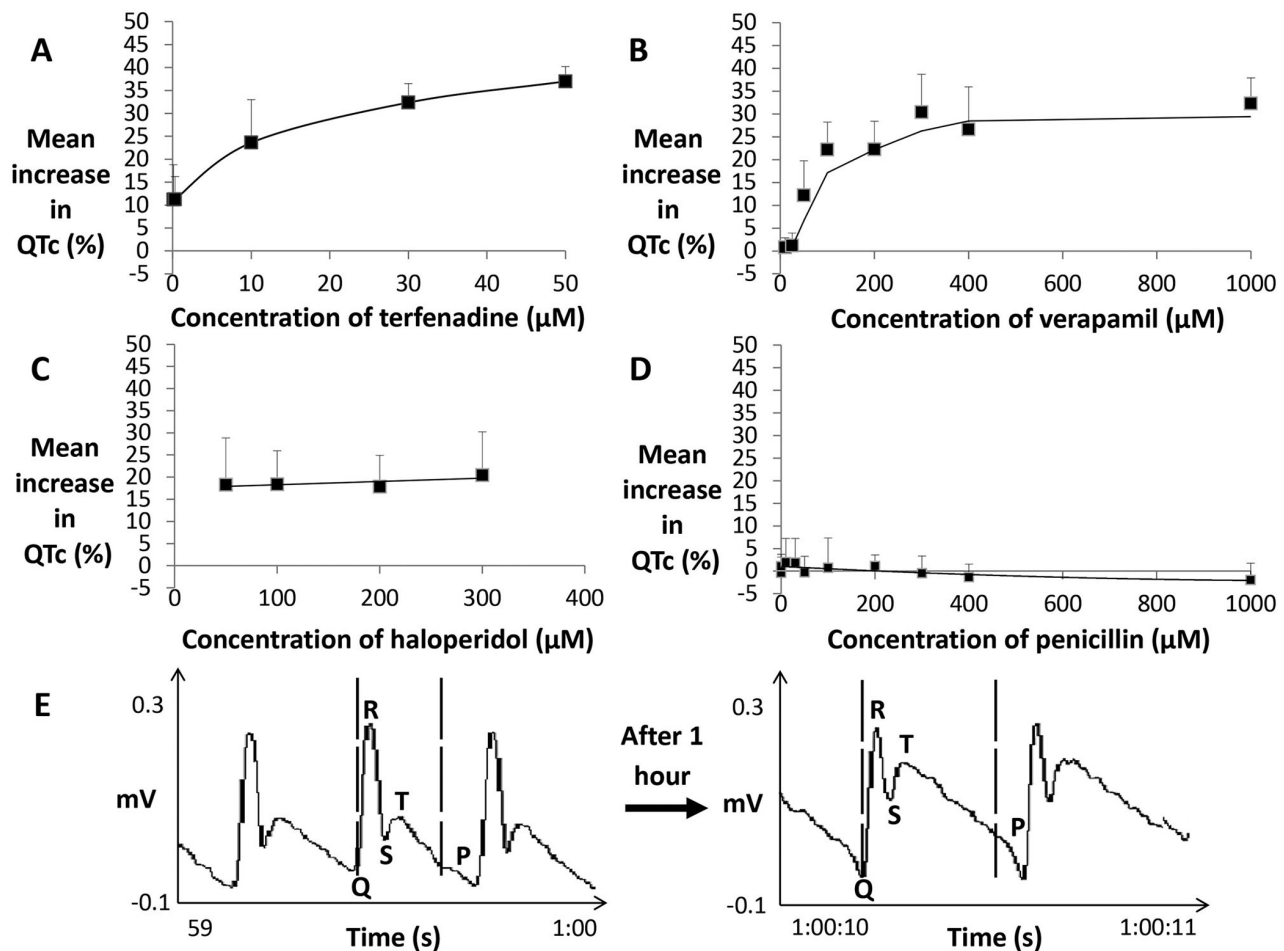 A
50
45
40
35
30
25
20
15
10
5
0
-5
Mean
increase
in
QTc (%)
0 10 20 30 40 50
Concentration of terfenadine (µM)
B
50
45
40
35
30
25
20
15
10
5
0
-5
Mean
increase
in
QTc (%)
0 200 400 600 800 1000
Concentration of verapamil (µM)
C
50
45
40
35
30
25
20
15
10
5
0
-5
Mean
increase
in
QTc (%)
0 100 200 300 400
Concentration of haloperidol (µM)
D
50
45
40
35
30
25
20
15
10
5
0
-5
Mean
increase
in
QTc (%)
0 200 400 600 800 1000
Concentration of penicillin (µM)
E
0.3
mV
-0.1
R
T
S
P
Q
59 1:00
Time (s)
After 1
hour
0.3
mV
-0.1
R
T
S
P
Q
1:00:10 1:00:11
Time (s)